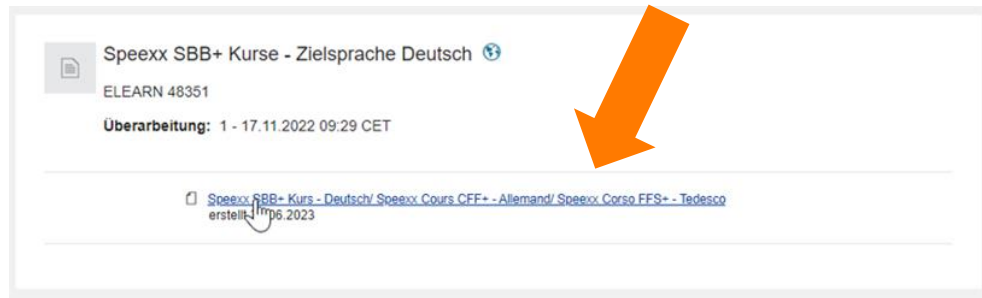 Speexx SBB+ Kurse - Zielsprache Deutsch
ELEARN 48351
Überarbeitung: 1 - 17.11.2022 09:29 CET
Speexx SBB+ Kurs - Deutsch/ Speexx Cours CFF+ - Allemand/ Speexx Corso FFS+ - Tedesco
erstellt 06.2023